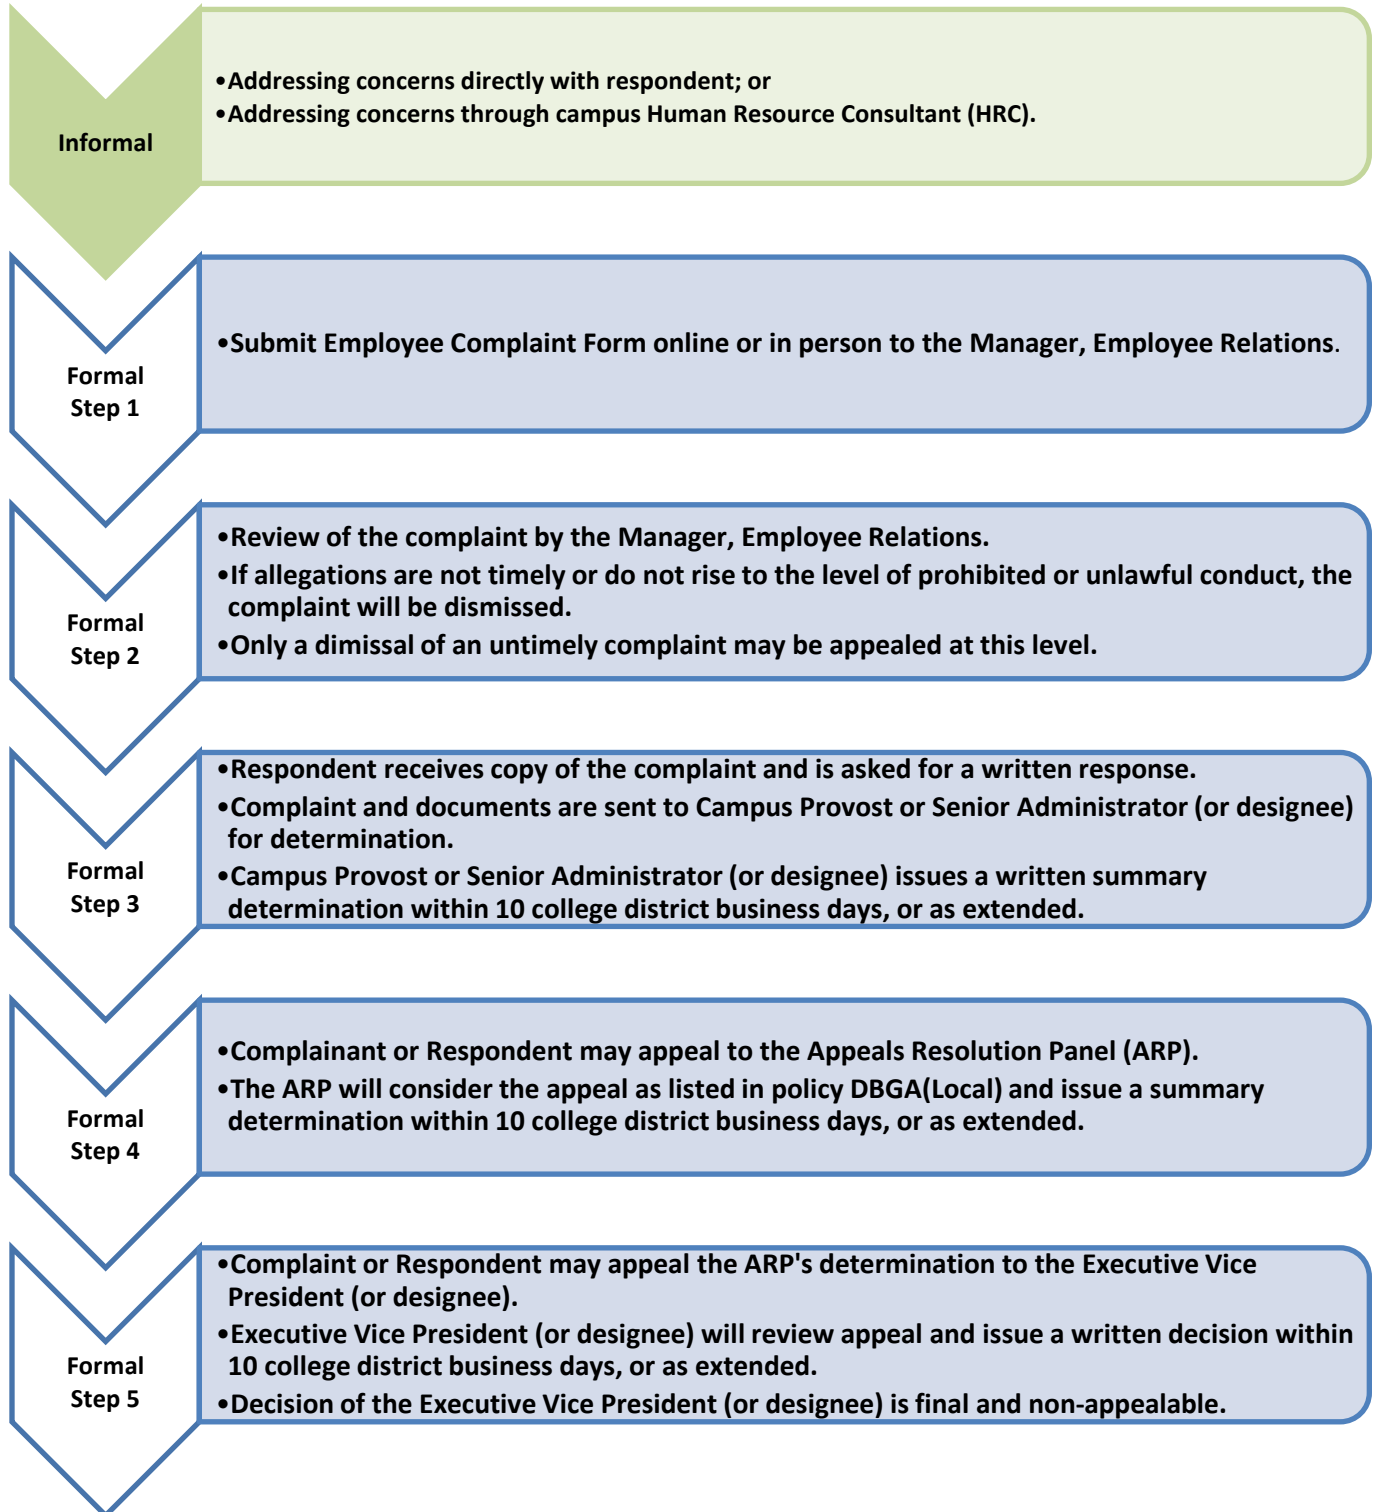 Informal
•Addressing concerns directly with respondent; or
•Addressing concerns through campus Human Resource Consultant (HRC).
Formal
Step 1
•Submit Employee Complaint Form online or in person to the Manager, Employee Relations.
Formal
Step 2
•Review of the complaint by the Manager, Employee Relations.
•If allegations are not timely or do not rise to the level of prohibited or unlawful conduct, the
complaint will be dismissed.
•Only a dimissal of an untimely complaint may be appealed at this level.
Formal
Step 3
•Respondent receives copy of the complaint and is asked for a written response.
•Complaint and documents are sent to Campus Provost or Senior Administrator (or designee)
for determination.
•Campus Provost or Senior Administrator (or designee) issues a written summary
determination within 10 college district business days, or as extended.
Formal
Step 4
•Complainant or Respondent may appeal to the Appeals Resolution Panel (ARP).
•The ARP will consider the appeal as listed in policy DBGA(Local) and issue a summary
determination within 10 college district business days, or as extended.
Formal
Step 5
•Complaint or Respondent may appeal the ARP's determination to the Executive Vice
President (or designee).
•Executive Vice President (or designee) will review appeal and issue a written decision within
10 college district business days, or as extended.
•Decision of the Executive Vice President (or designee) is final and non-appealable.